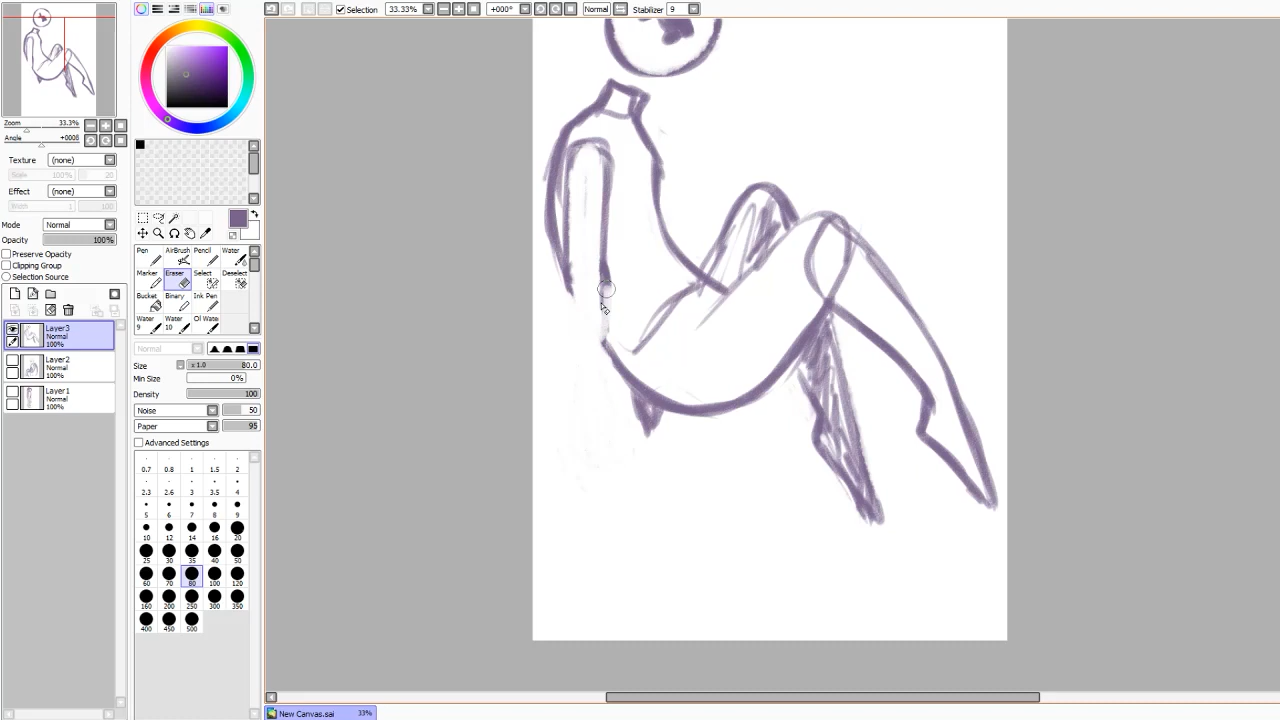 Selection 33.33% +000° Normal Stabilizer 9
Zoom 33.3%
Angle +000B
Texture (none)
Scale 100% 20
Effect (none)
Width 1 100
Mode Normal
Opacity 100%
Preserve Opacity
Clipping Group
Selection Source
Layer3
Normal
100%
Layer2
Normal
100%
Layer1
Normal
100%
Pen AirBrush Pencil Water
Marker Eraser Select Deselect
Bucket Binary Ink Pen
Water 9 Water 10 Oil Wate
Normal
Size x 1.0 80.0
Min Size 0%
Density 100
Noise 50
Paper 95
Advanced Settings
0.7 0.8 1 1.5 2
2.3 2.6 3 3.5 4
5 6 7 8 9
10 12 14 16 20
25 30 35 40 50
60 70 80 100 120
160 200 250 300 350
400 450 500
New Canvas.sai 33%